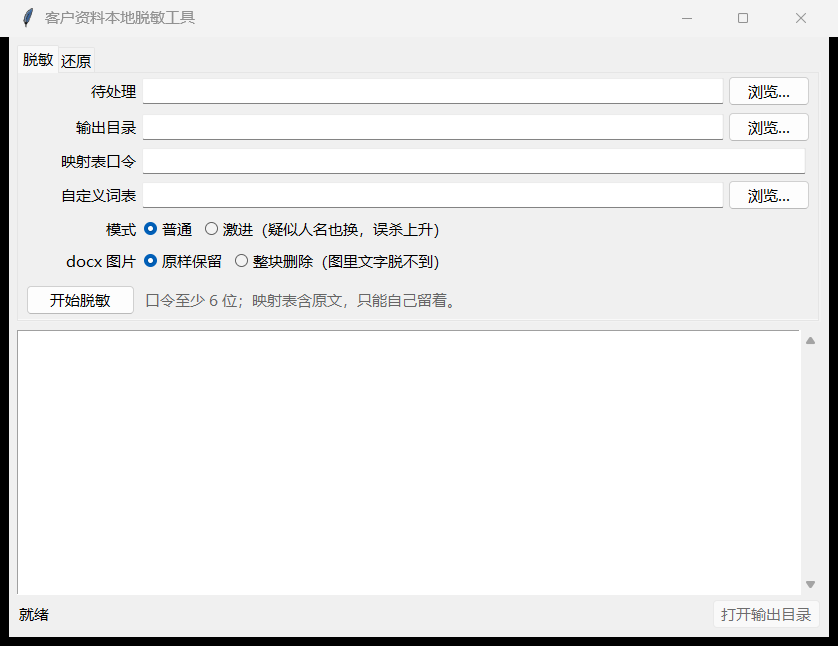 客户资料本地脱敏工具
脱敏 还原
待处理 浏览...
输出目录 浏览...
映射表口令
自定义词表 浏览...
模式 普通 激进（疑似人名也换，误杀上升）
docx 图片 原样保留 整块删除（图里文字脱不到）
开始脱敏 口令至少 6 位；映射表含原文，只能自己留着。
就绪 打开输出目录